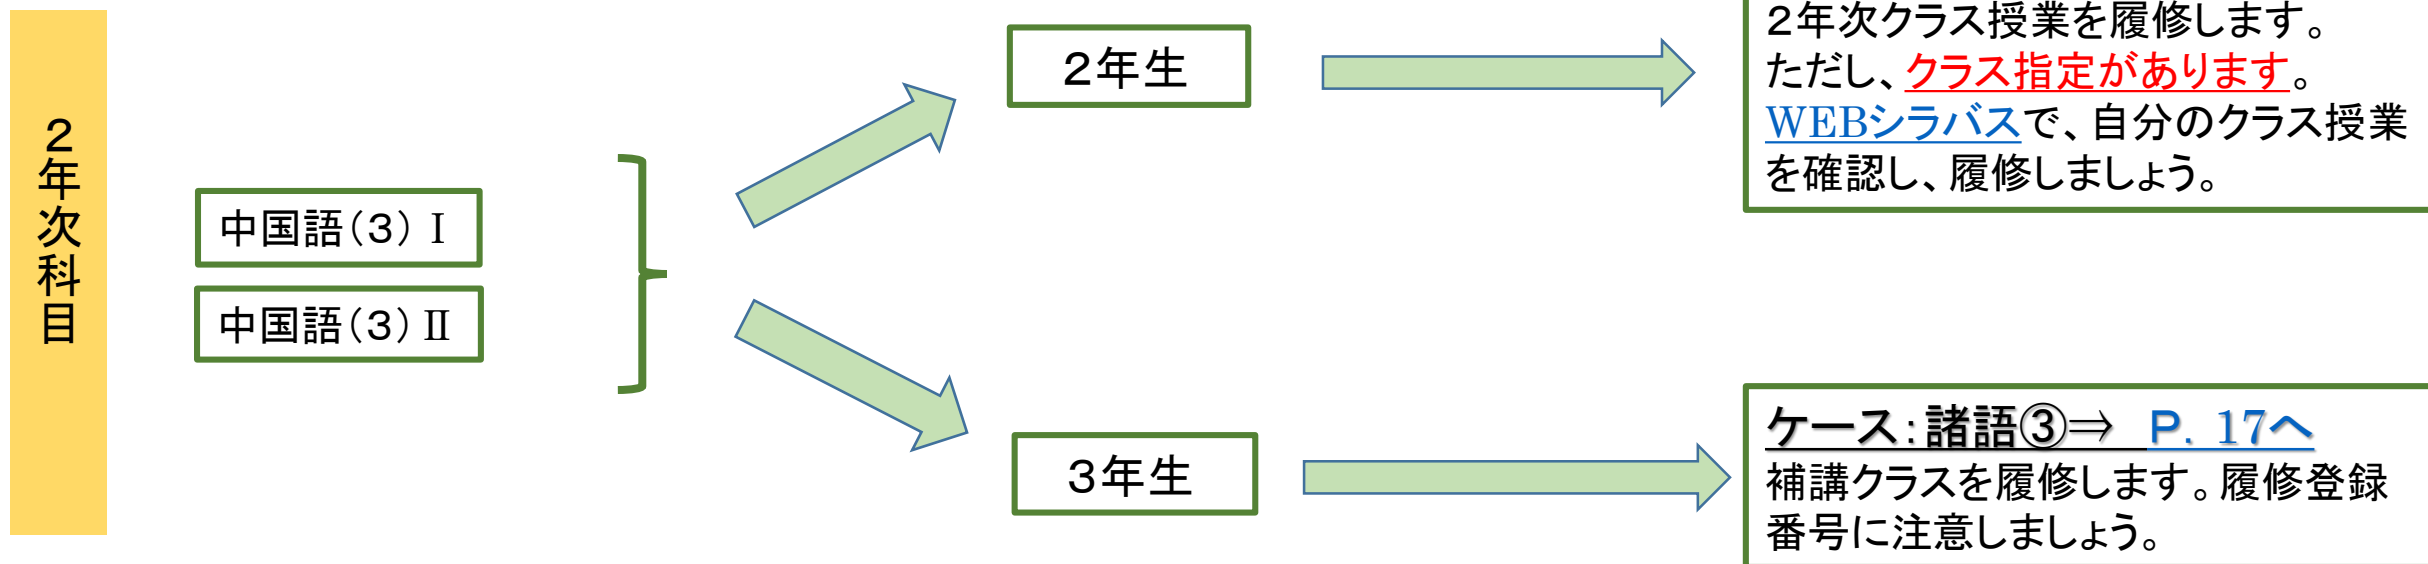 ２年次科目
中国語（３）Ⅰ
中国語（３）Ⅱ
２年生
２年次クラス授業を履修します。
ただし、クラス指定があります。
WEBシラバスで、自分のクラス授業
を確認し、履修しましょう。
３年生
ケース：諸語③⇒　Ｐ．17へ
補講クラスを履修します。履修登録
番号に注意しましょう。